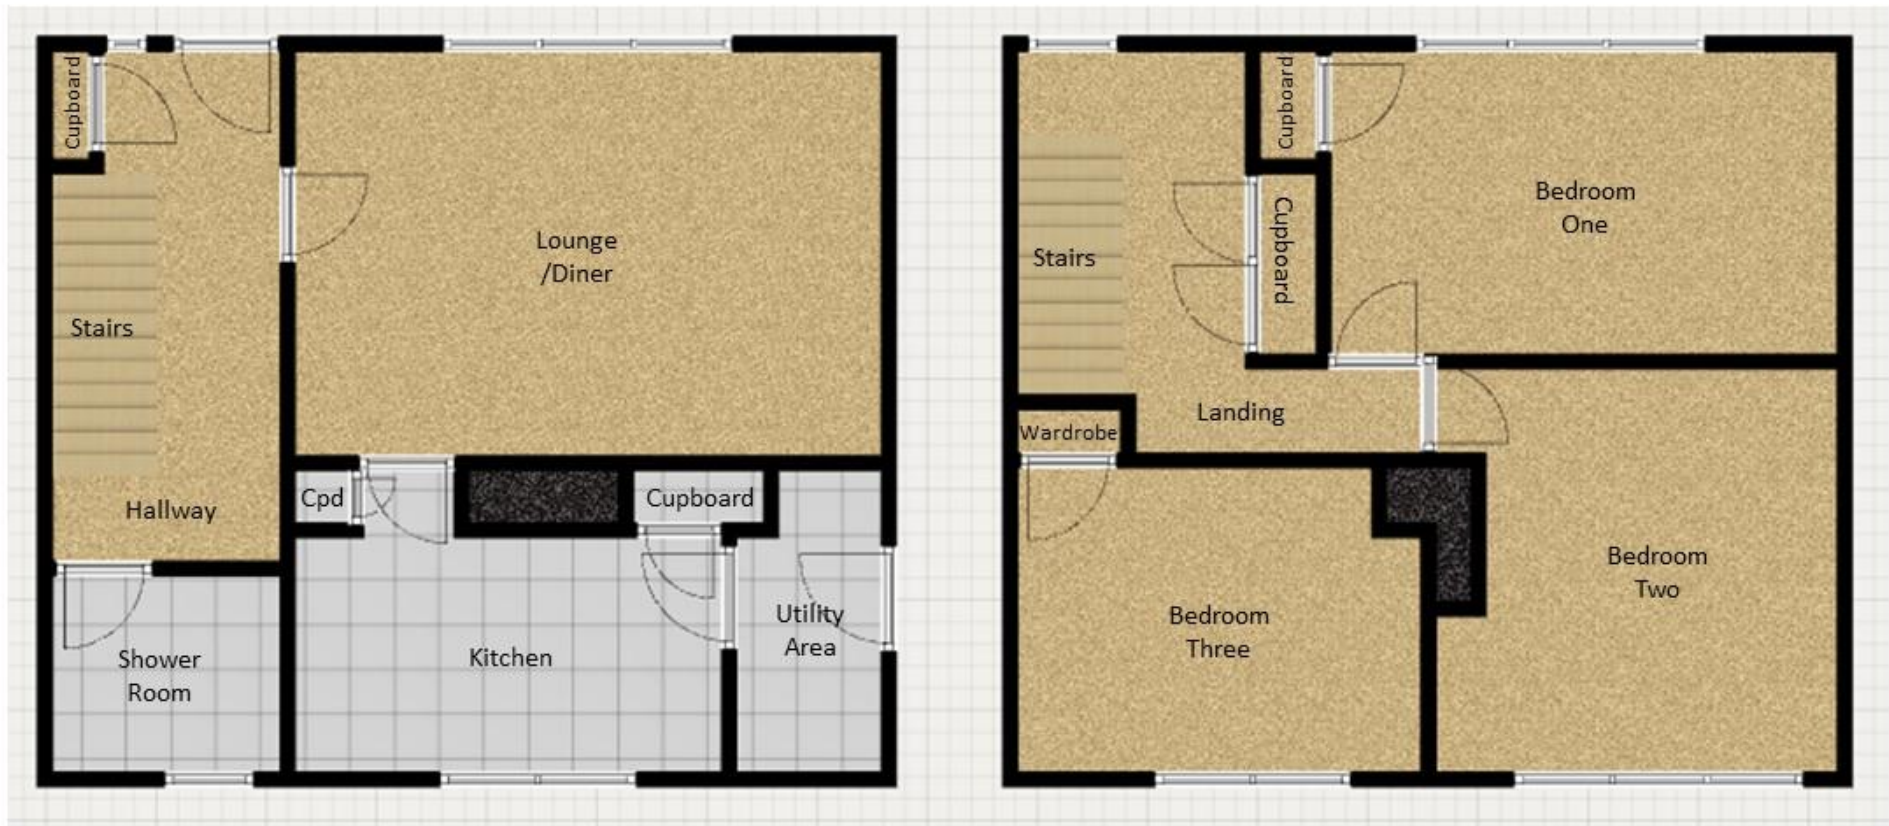 Cupboard
Lounge
/Diner
Stairs
Cpd
Cupboard
Hallway
Utility
Area
Kitchen
Shower
Room
Cupboard
Bedroom
One
Cupboard
Stairs
Landing
Wardrobe
Bedroom
Two
Bedroom
Three